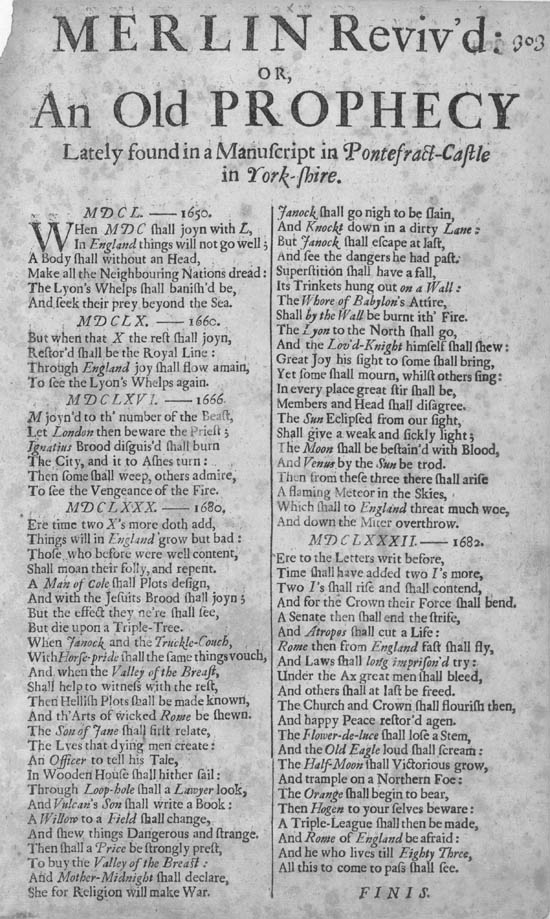 MERLIN Reviv'd:
303
OR,
An Old PROPHECY
Lately found in a Manuſcript in Pontefract-Caſtle
in York-ſhire.
MDCL. —— 1650.
WHen MDC ſhall joyn with L,
In England things will not go well;
A Body ſhall without an Head,
Make all the Neighbouring Nations dread:
The Lyon's Whelps ſhall baniſh'd be,
And ſeek their prey beyond the Sea.
MDCLX. —— 1660.
But when that X the reſt ſhall joyn,
Reſtor'd ſhall be the Royal Line:
Through England joy ſhall flow amain,
To ſee the Lyon's Whelps again.
MDCLXVI. —— 1666.
M joyn'd to th' number of the Beaſt,
Let London then beware the Prieſt;
Ignatius Brood diſguis'd ſhall burn
The City, and it to Aſhes turn:
Then ſome ſhall weep, others admire,
To ſee the Vengeance of the Fire.
MDCLXXX. —— 1680.
Ere time two X's more doth add,
Things will in England grow but bad:
Thoſe who before were well content,
Shall moan their folly, and repent.
A Man of Cole ſhall Plots deſign,
And with the Jeſuits Brood ſhall joyn;
But the effect they ne're ſhall ſee,
But die upon a Triple-Tree.
When Janock and the Truckle-Couch,
With Horſe-pride ſhall the ſame things vouch,
And when the Valley of the Breaſt,
Shall help to witneſs with the reſt,
Then Helliſh Plots ſhall be made known,
And th'Arts of wicked Rome be ſhewn.
The Son of Jane ſhall firſt relate,
The Lyes that dying men create:
An Officer to tell his Tale,
In Wooden Houſe ſhall hither ſail:
Through Loop-hole ſhall a Lawyer look,
And Vulcan's Son ſhall write a Book:
A Willow to a Field ſhall change,
And ſhew things Dangerous and ſtrange.
Then ſhall a Price be ſtrongly preſt,
To buy the Valley of the Breaſt:
And Mother-Midnight ſhall declare,
She for Religion will make War.
Janock ſhall go nigh to be ſlain,
And Knockt down in a dirty Lane:
But Janock ſhall eſcape at laſt,
And ſee the dangers he had paſt.
Superſtition ſhall have a fall,
Its Trinkets hung out on a Wall:
The Whore of Babylon's Attire,
Shall by the Wall be burnt ith' Fire.
The Lyon to the North ſhall go,
And the Lov'd-Knight himſelf ſhall ſhew:
Great Joy his ſight to ſome ſhall bring,
Yet ſome ſhall mourn, whilſt others ſing:
In every place great ſtir ſhall be,
Members and Head ſhall diſagree.
The Sun Eclipſed from our ſight,
Shall give a weak and ſickly light;
The Moon ſhall be beſtain'd with Blood,
And Venus by the Sun be trod.
Then from theſe three there ſhall ariſe
A flaming Meteor in the Skies,
Which ſhall to England threat much woe,
And down the Miter overthrow.
MDCLXXXII. —— 1682.
Ere to the Letters writ before,
Time ſhall have added two I's more,
Two I's ſhall riſe and ſhall contend,
And for the Crown their Force ſhall bend.
A Senate then ſhall end the ſtrife,
And Atropos ſhall cut a Life:
Rome then from England faſt ſhall fly,
And Laws ſhall long impriſon'd try:
Under the Ax great men ſhall bleed,
And others ſhall at laſt be freed.
The Church and Crown ſhall flouriſh then,
And happy Peace reſtor'd agen.
The Flower-de-luce ſhall loſe a Stem,
And the Old Eagle loud ſhall ſcream:
The Half-Moon ſhall Victorious grow,
And trample on a Northern Foe:
The Orange ſhall begin to bear,
Then Hogen to your ſelves beware:
A Triple-League ſhall then be made,
And Rome of England be afraid:
And he who lives till Eighty Three,
All this to come to paſs ſhall ſee.
FINIS.